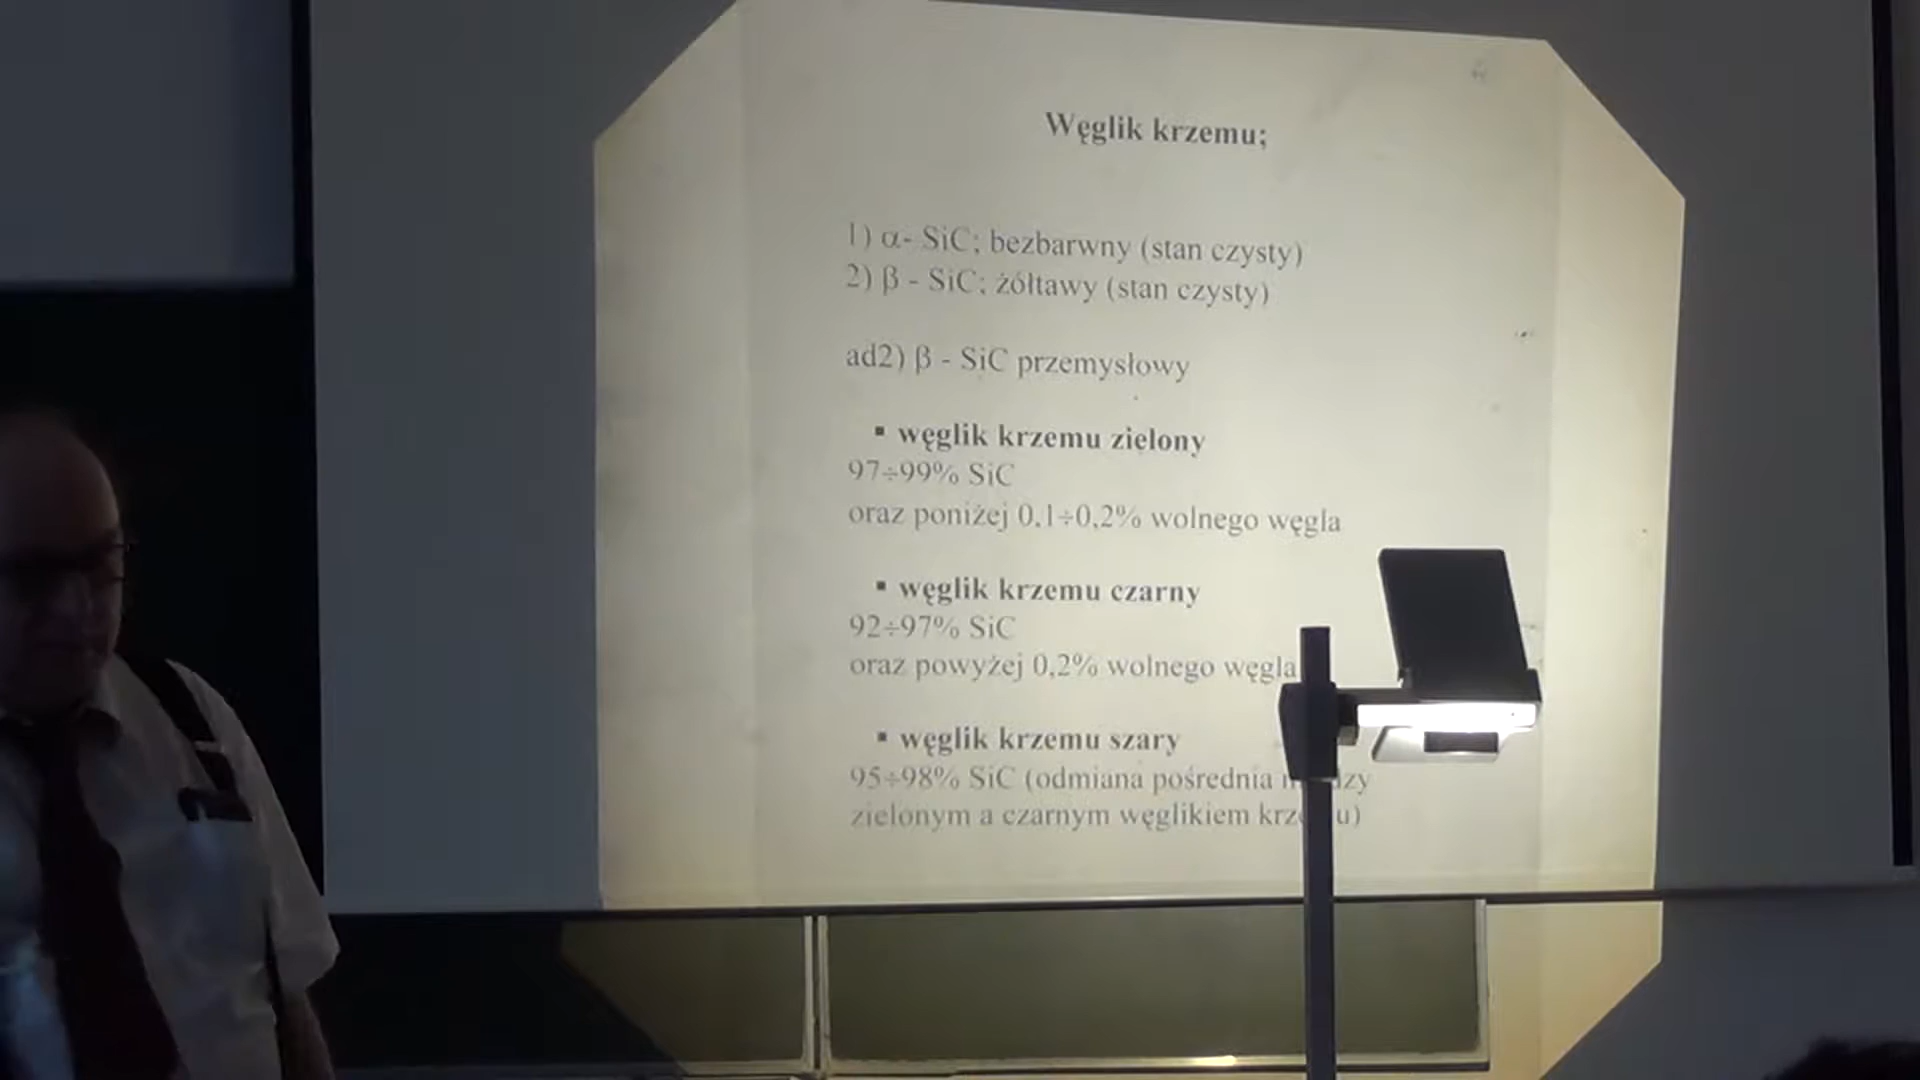 Węglik krzemu;
1) α- SiC; bezbarwny (stan czysty)
2) β - SiC; żółtawy (stan czysty)
ad2) β - SiC przemysłowy
▪ węglik krzemu zielony
97÷99% SiC
oraz poniżej 0,1÷0,2% wolnego węgla
▪ węglik krzemu czarny
92÷97% SiC
oraz powyżej 0,2% wolnego węgla
▪ węglik krzemu szary
95÷98% SiC (odmiana pośrednia
zielonym a czarnym węglikiem